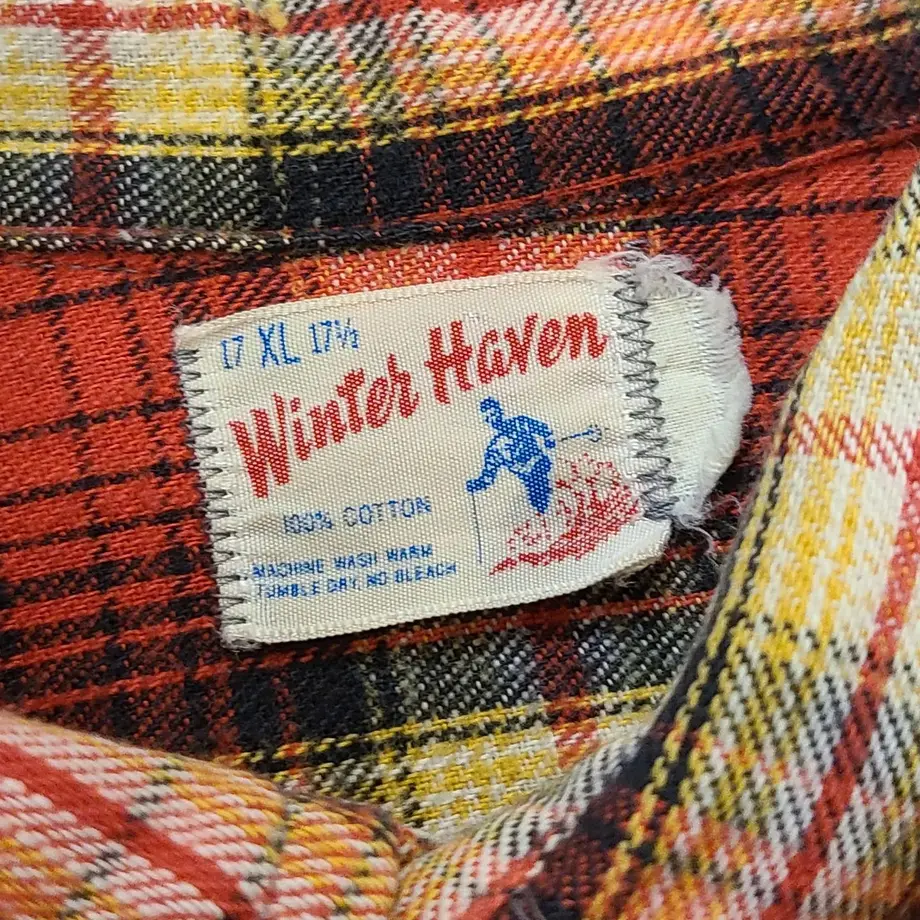 17 XL 17½
Winter Haven
100% COTTON
MACHINE WASH WARM
TUMBLE DRY, NO BLEACH